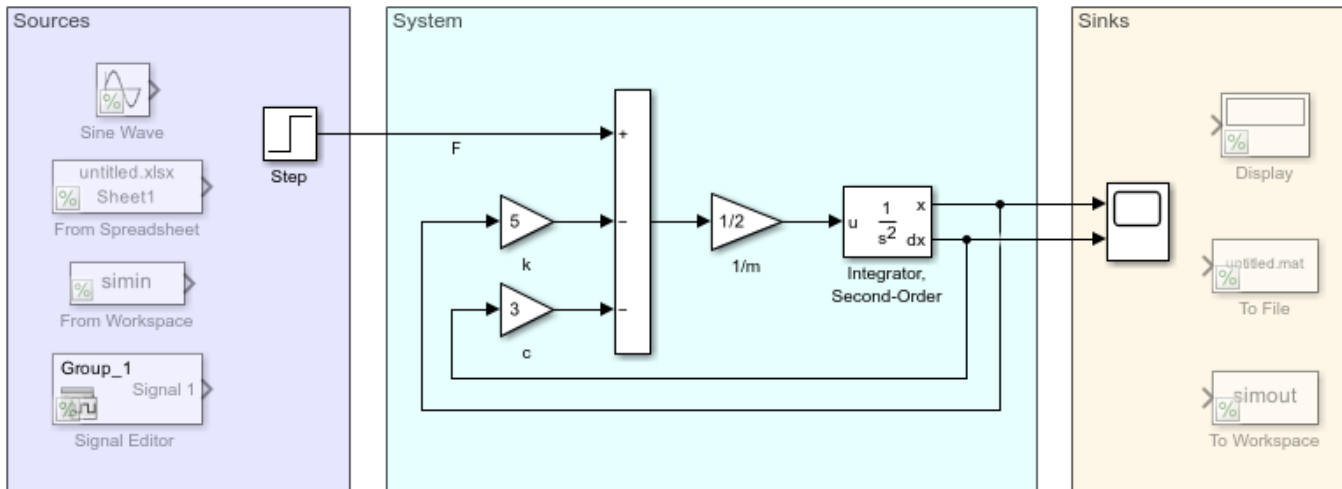 Sources
Sine Wave
untitled.xlsx
Sheet1
From Spreadsheet
simin
From Workspace
Group_1
Signal 1
Signal Editor
Step
System
F
+
5
−
k
3
−
c
1/2
1/m
u
1
s²
x
dx
Integrator,
Second-Order
Sinks
Display
untitled.mat
To File
simout
To Workspace